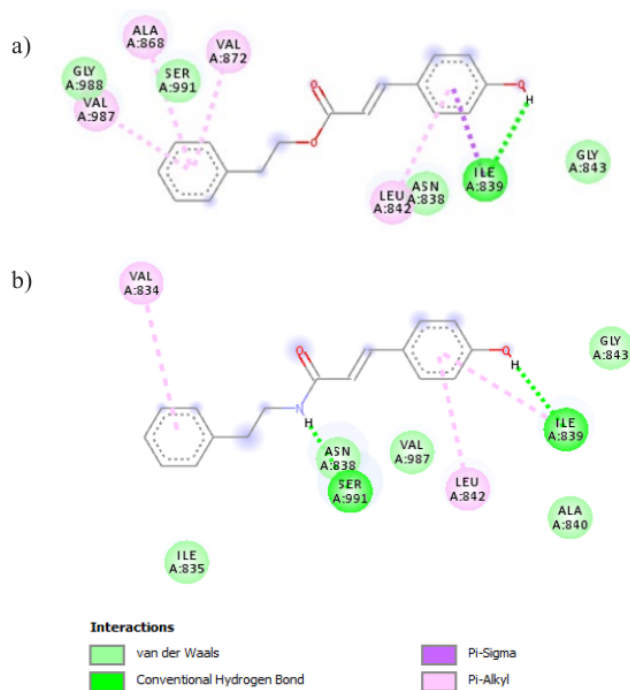 a)
ALA
A:868
VAL
A:872
GLY
A:988
SER
A:991
VAL
A:987
O
O
O
H
GLY
A:843
ILE
A:839
ASN
A:838
LEU
A:842
b)
VAL
A:834
O
O
H
GLY
A:843
N
H
ILE
A:839
ASN
A:838
VAL
A:987
SER
A:991
LEU
A:842
ALA
A:840
ILE
A:835
Interactions
van der Waals
Conventional Hydrogen Bond
Pi-Sigma
Pi-Alkyl